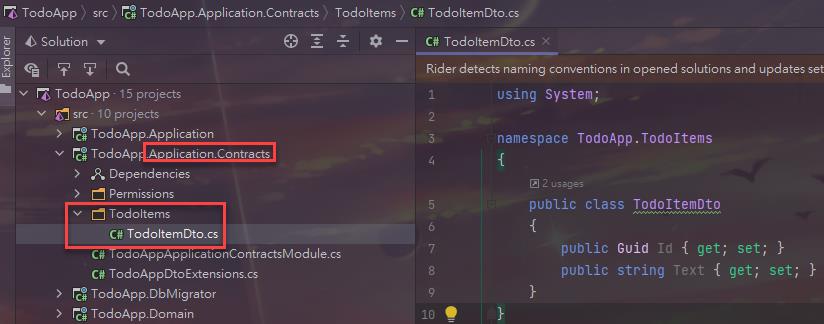 TodoApp › src › TodoApp.Application.Contracts › TodoItems › C# TodoItemDto.cs
Explorer
Solution
C# TodoItemDto.cs
Rider detects naming conventions in opened solutions and updates set
TodoApp · 15 projects
src · 10 projects
TodoApp.Application
TodoApp.Application.Contracts
Dependencies
Permissions
TodoItems
C# TodoItemDto.cs
C# TodoAppApplicationContractsModule.cs
C# TodoAppDtoExtensions.cs
TodoApp.DbMigrator
TodoApp.Domain
1 using System;
2
3 namespace TodoApp.TodoItems
4 {
2 usages
5 public class TodoItemDto
6 {
7 public Guid Id { get; set; }
8 public string Text { get; set; }
9 }
10 }